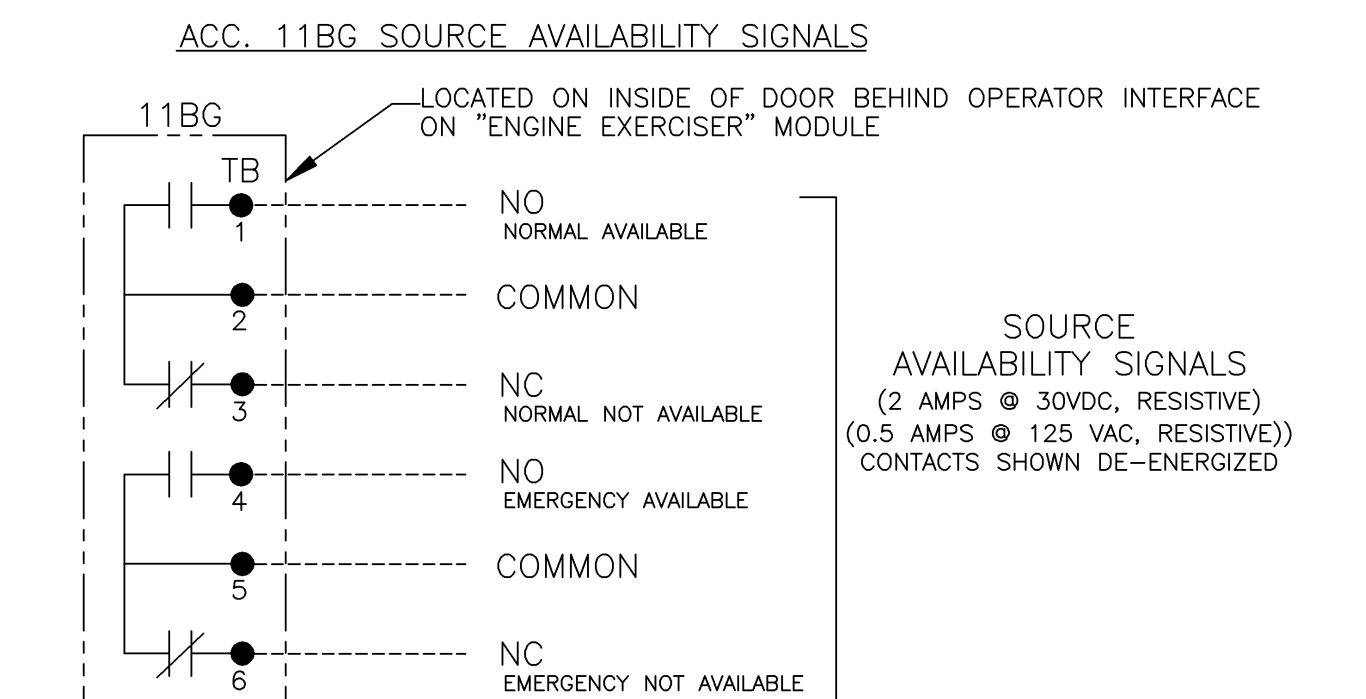 ACC. 11BG SOURCE AVAILABILITY SIGNALS
LOCATED ON INSIDE OF DOOR BEHIND OPERATOR INTERFACE
ON "ENGINE EXERCISER" MODULE
11BG
TB
1
NO
NORMAL AVAILABLE
2
COMMON
3
NC
NORMAL NOT AVAILABLE
4
NO
EMERGENCY AVAILABLE
5
COMMON
6
NC
EMERGENCY NOT AVAILABLE
SOURCE
AVAILABILITY SIGNALS
(2 AMPS @ 30VDC, RESISTIVE)
(0.5 AMPS @ 125 VAC, RESISTIVE))
CONTACTS SHOWN DE-ENERGIZED